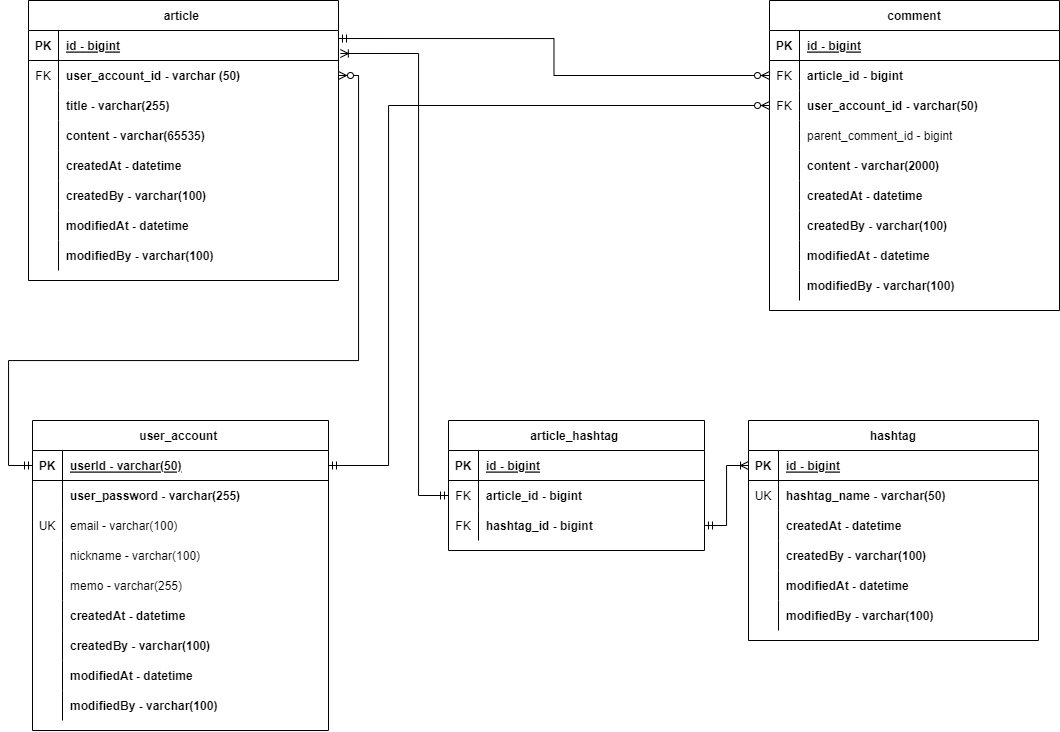 article
PK id - bigint
FK user_account_id - varchar (50)
title - varchar(255)
content - varchar(65535)
createdAt - datetime
createdBy - varchar(100)
modifiedAt - datetime
modifiedBy - varchar(100)
comment
PK id - bigint
FK article_id - bigint
FK user_account_id - varchar(50)
parent_comment_id - bigint
content - varchar(2000)
createdAt - datetime
createdBy - varchar(100)
modifiedAt - datetime
modifiedBy - varchar(100)
user_account
PK userId - varchar(50)
user_password - varchar(255)
UK email - varchar(100)
nickname - varchar(100)
memo - varchar(255)
createdAt - datetime
createdBy - varchar(100)
modifiedAt - datetime
modifiedBy - varchar(100)
article_hashtag
PK id - bigint
FK article_id - bigint
FK hashtag_id - bigint
hashtag
PK id - bigint
UK hashtag_name - varchar(50)
createdAt - datetime
createdBy - varchar(100)
modifiedAt - datetime
modifiedBy - varchar(100)